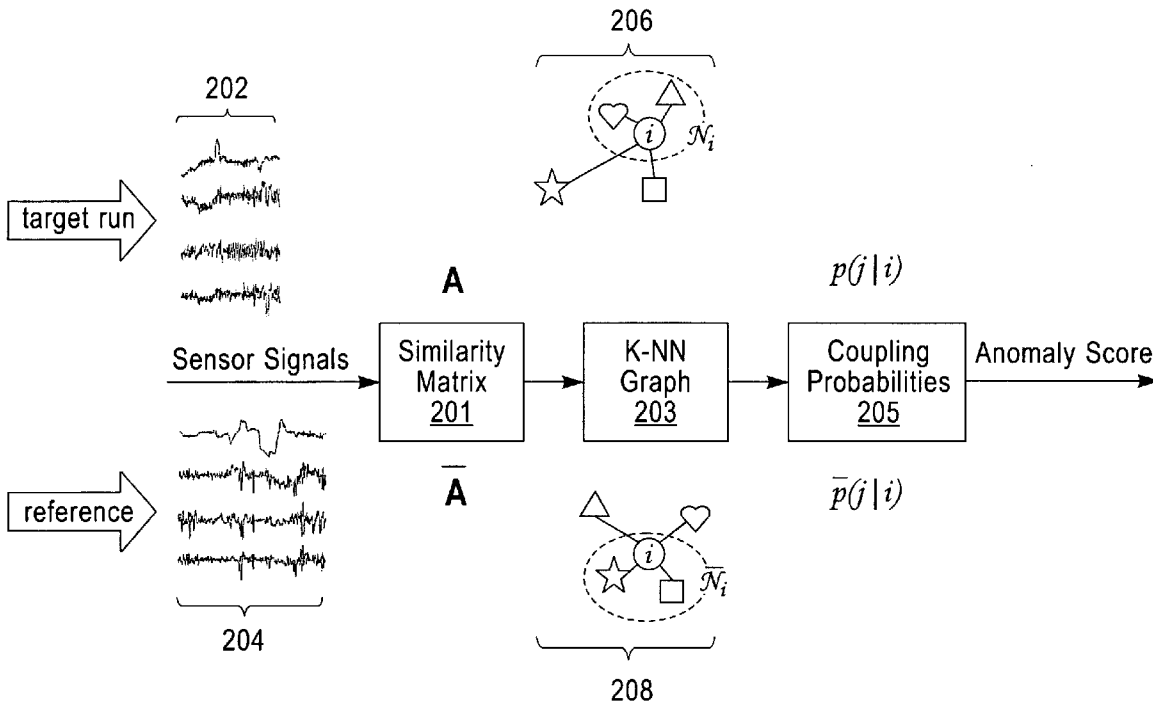 206
202
i
𝒩i
target run
A
p(j|i)
Sensor Signals
Similarity
Matrix
201
K-NN
Graph
203
Coupling
Probabilities
205
Anomaly Score
reference
A̅
p̅(j|i)
i
𝒩̅i
204
208